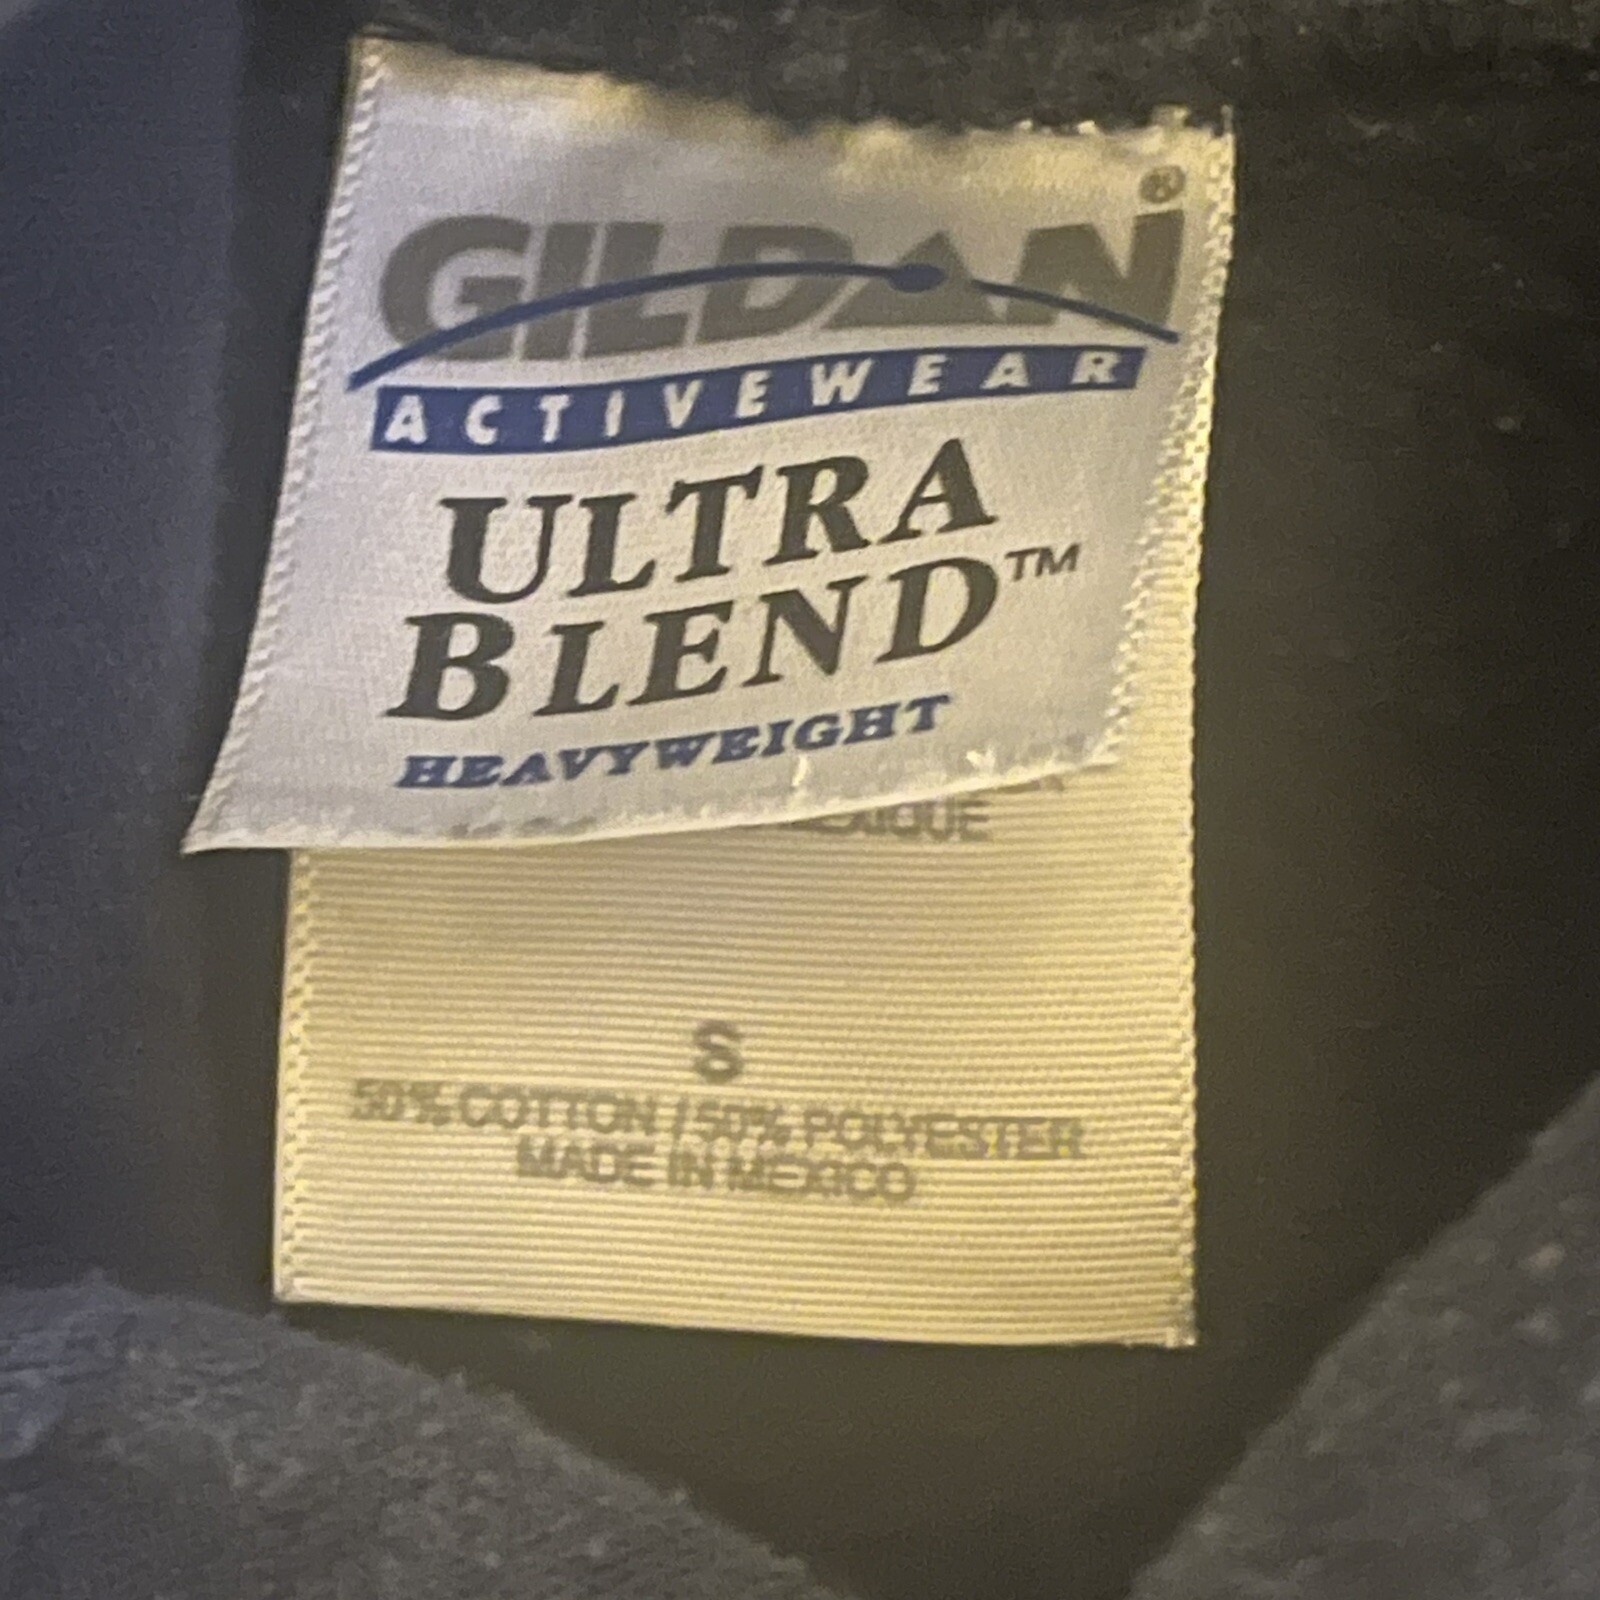 GILDAN®
ACTIVEWEAR
ULTRA
BLEND™
HEAVYWEIGHT
S
50% COTTON / 50% POLYESTER
MADE IN MEXICO